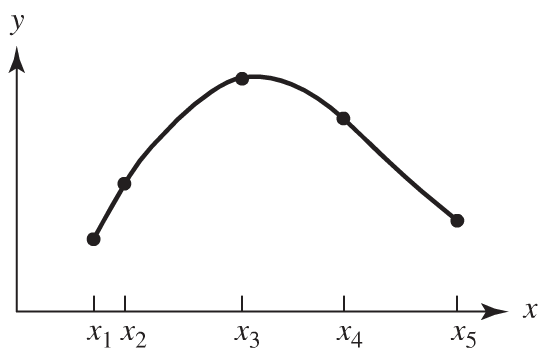 y
x
x₁ x₂ x₃ x₄ x₅